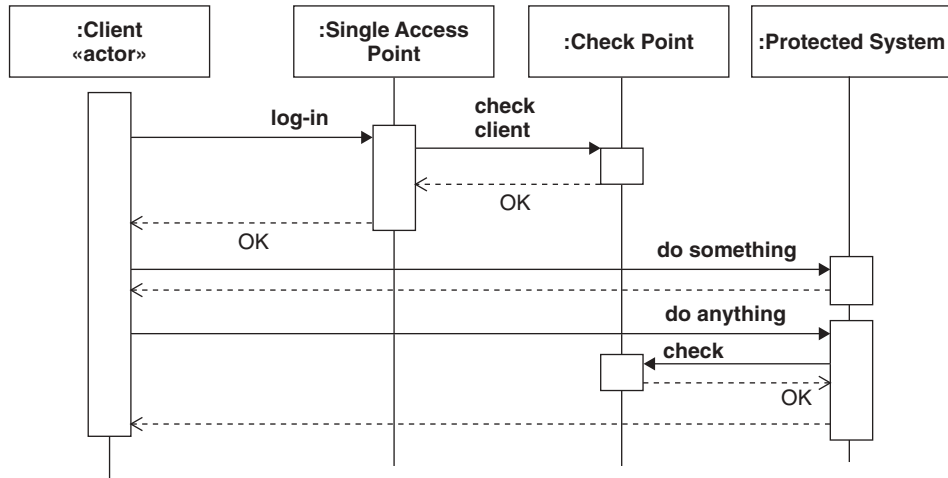 :Client
«actor»
:Single Access
Point
:Check Point
:Protected System
log-in
check
client
OK
OK
do something
do anything
check
OK